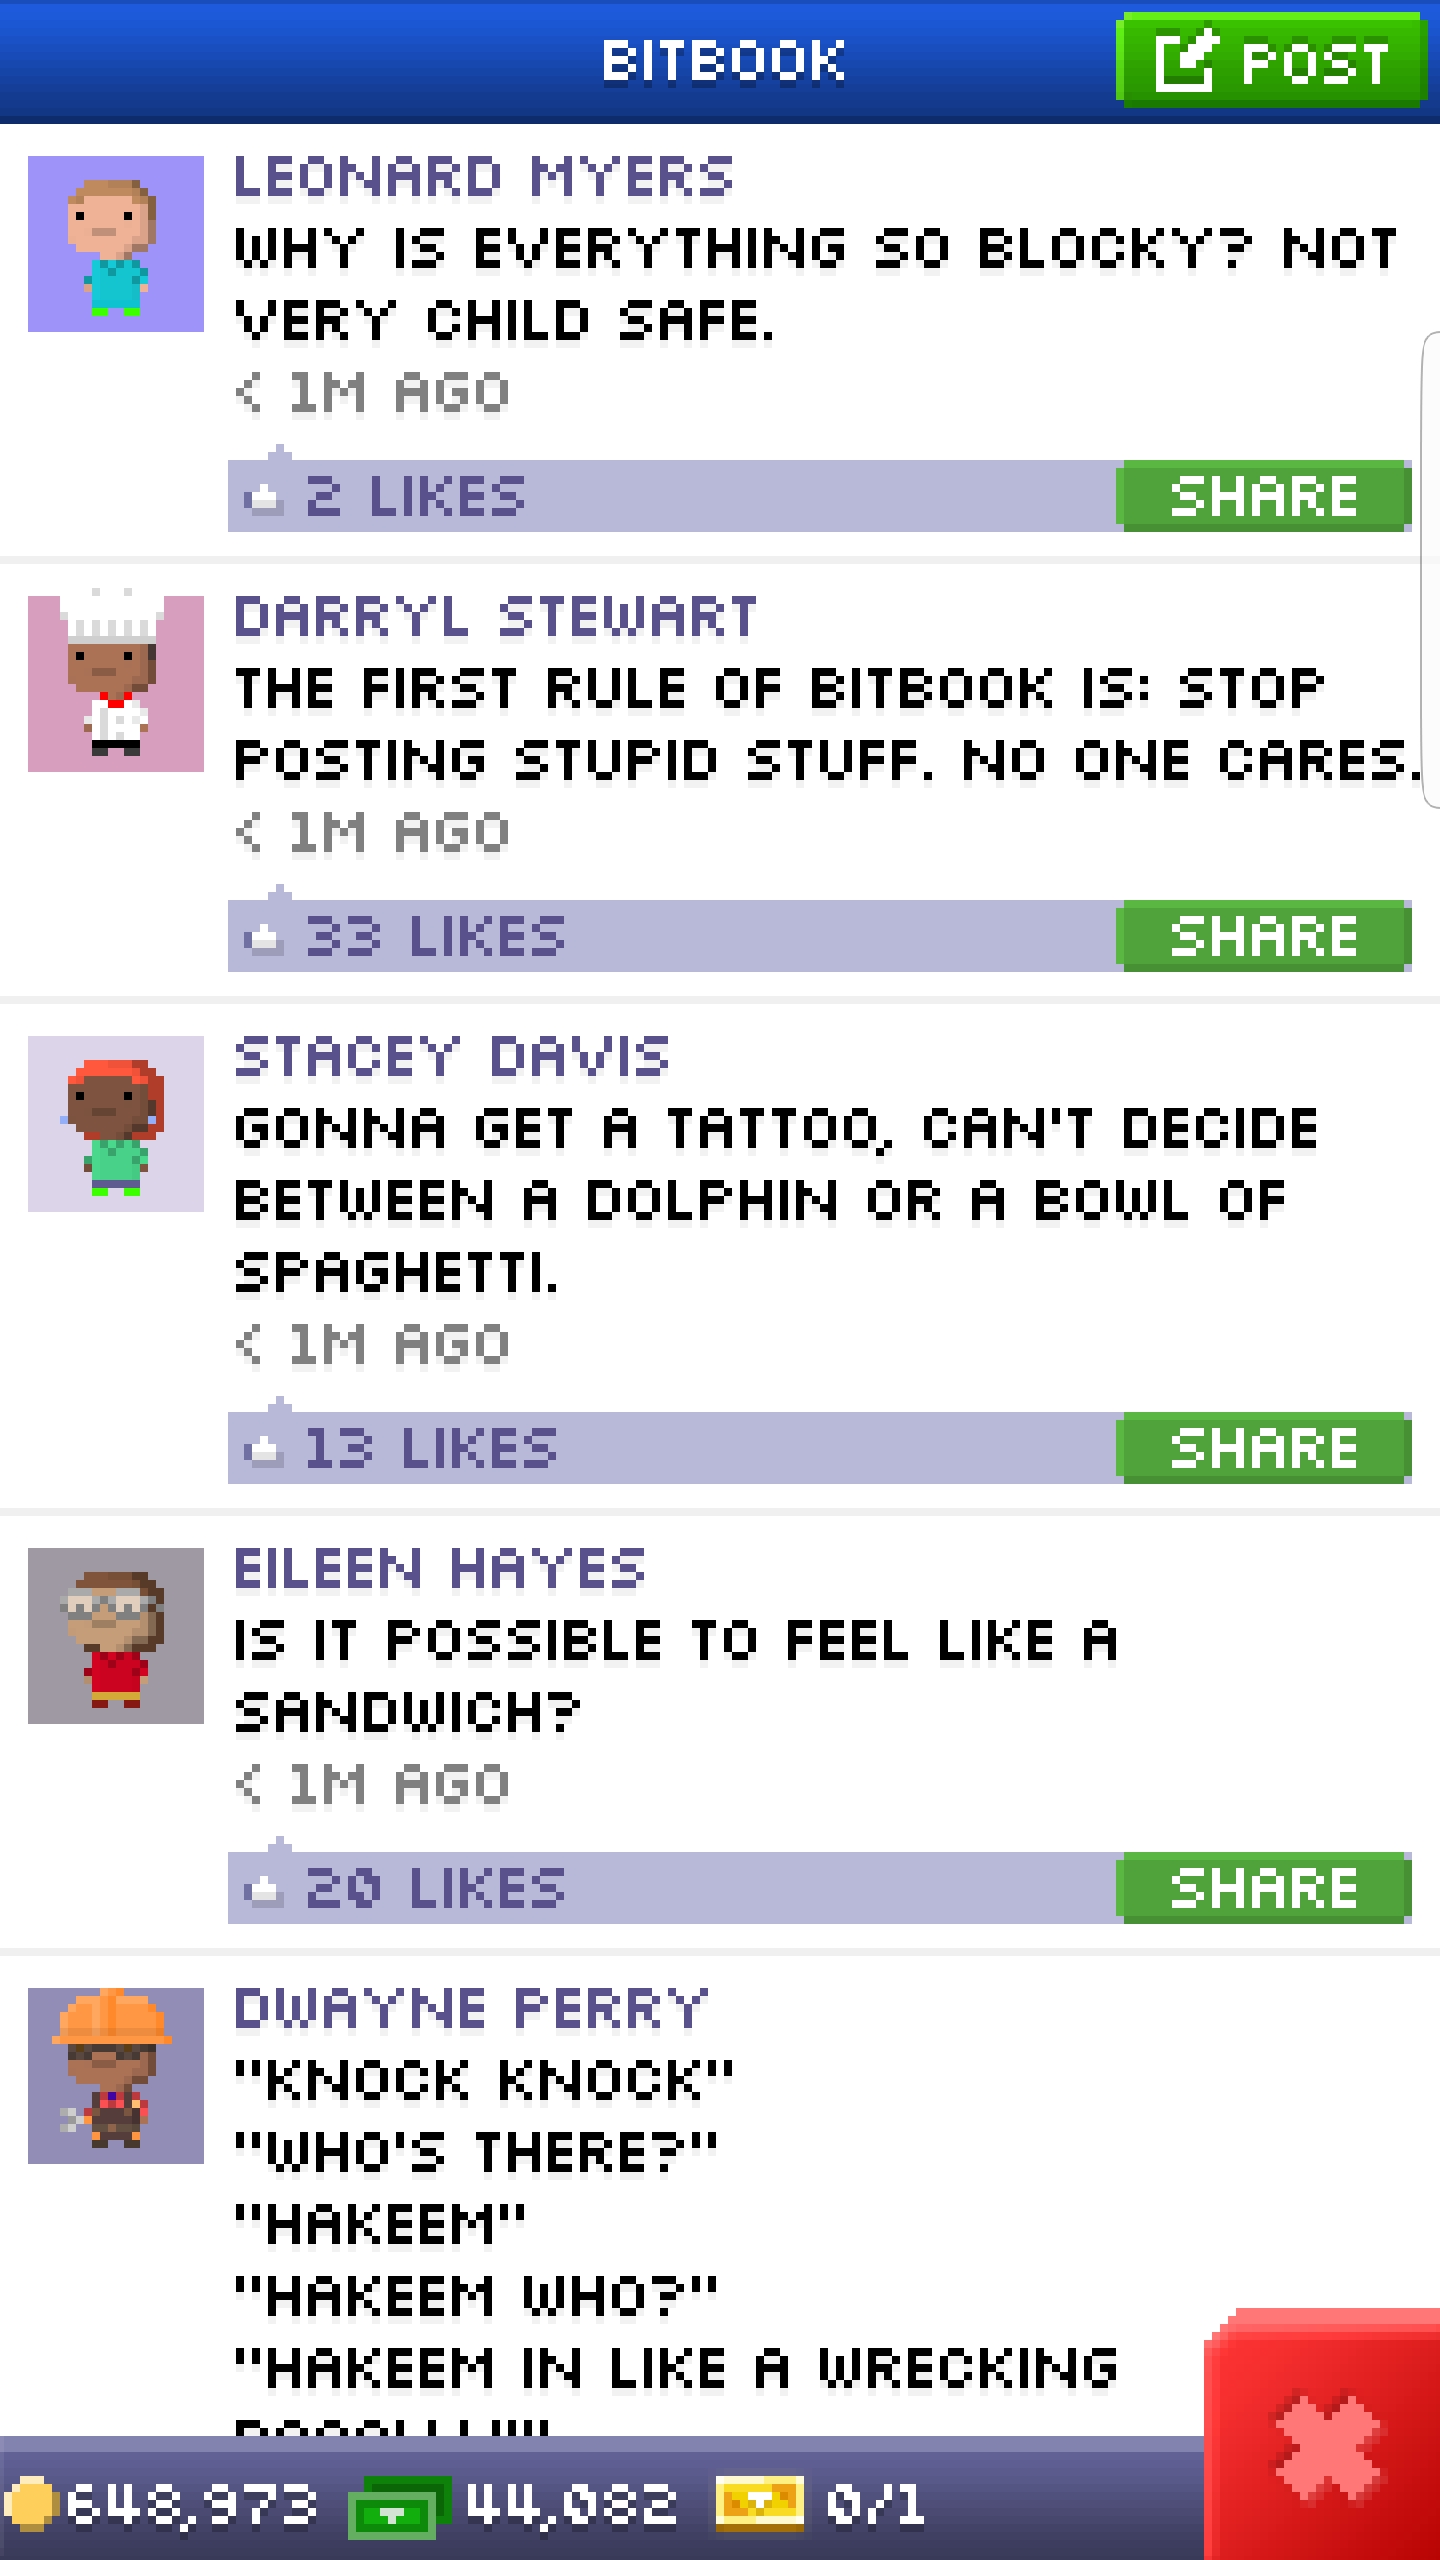 BITBOOK
POST
LEONARD MYERS
WHY IS EVERYTHING SO BLOCKY? NOT
VERY CHILD SAFE.
< 1M AGO
2 LIKES
SHARE
DARRYL STEWART
THE FIRST RULE OF BITBOOK IS: STOP
POSTING STUPID STUFF. NO ONE CARES.
< 1M AGO
33 LIKES
SHARE
STACEY DAVIS
GONNA GET A TATTOO, CAN'T DECIDE
BETWEEN A DOLPHIN OR A BOWL OF
SPAGHETTI.
< 1M AGO
13 LIKES
SHARE
EILEEN HAYES
IS IT POSSIBLE TO FEEL LIKE A
SANDWICH?
< 1M AGO
20 LIKES
SHARE
DWAYNE PERRY
"KNOCK KNOCK"
"WHO'S THERE?"
"HAKEEM"
"HAKEEM WHO?"
"HAKEEM IN LIKE A WRECKING
648,973
44,082
0/1